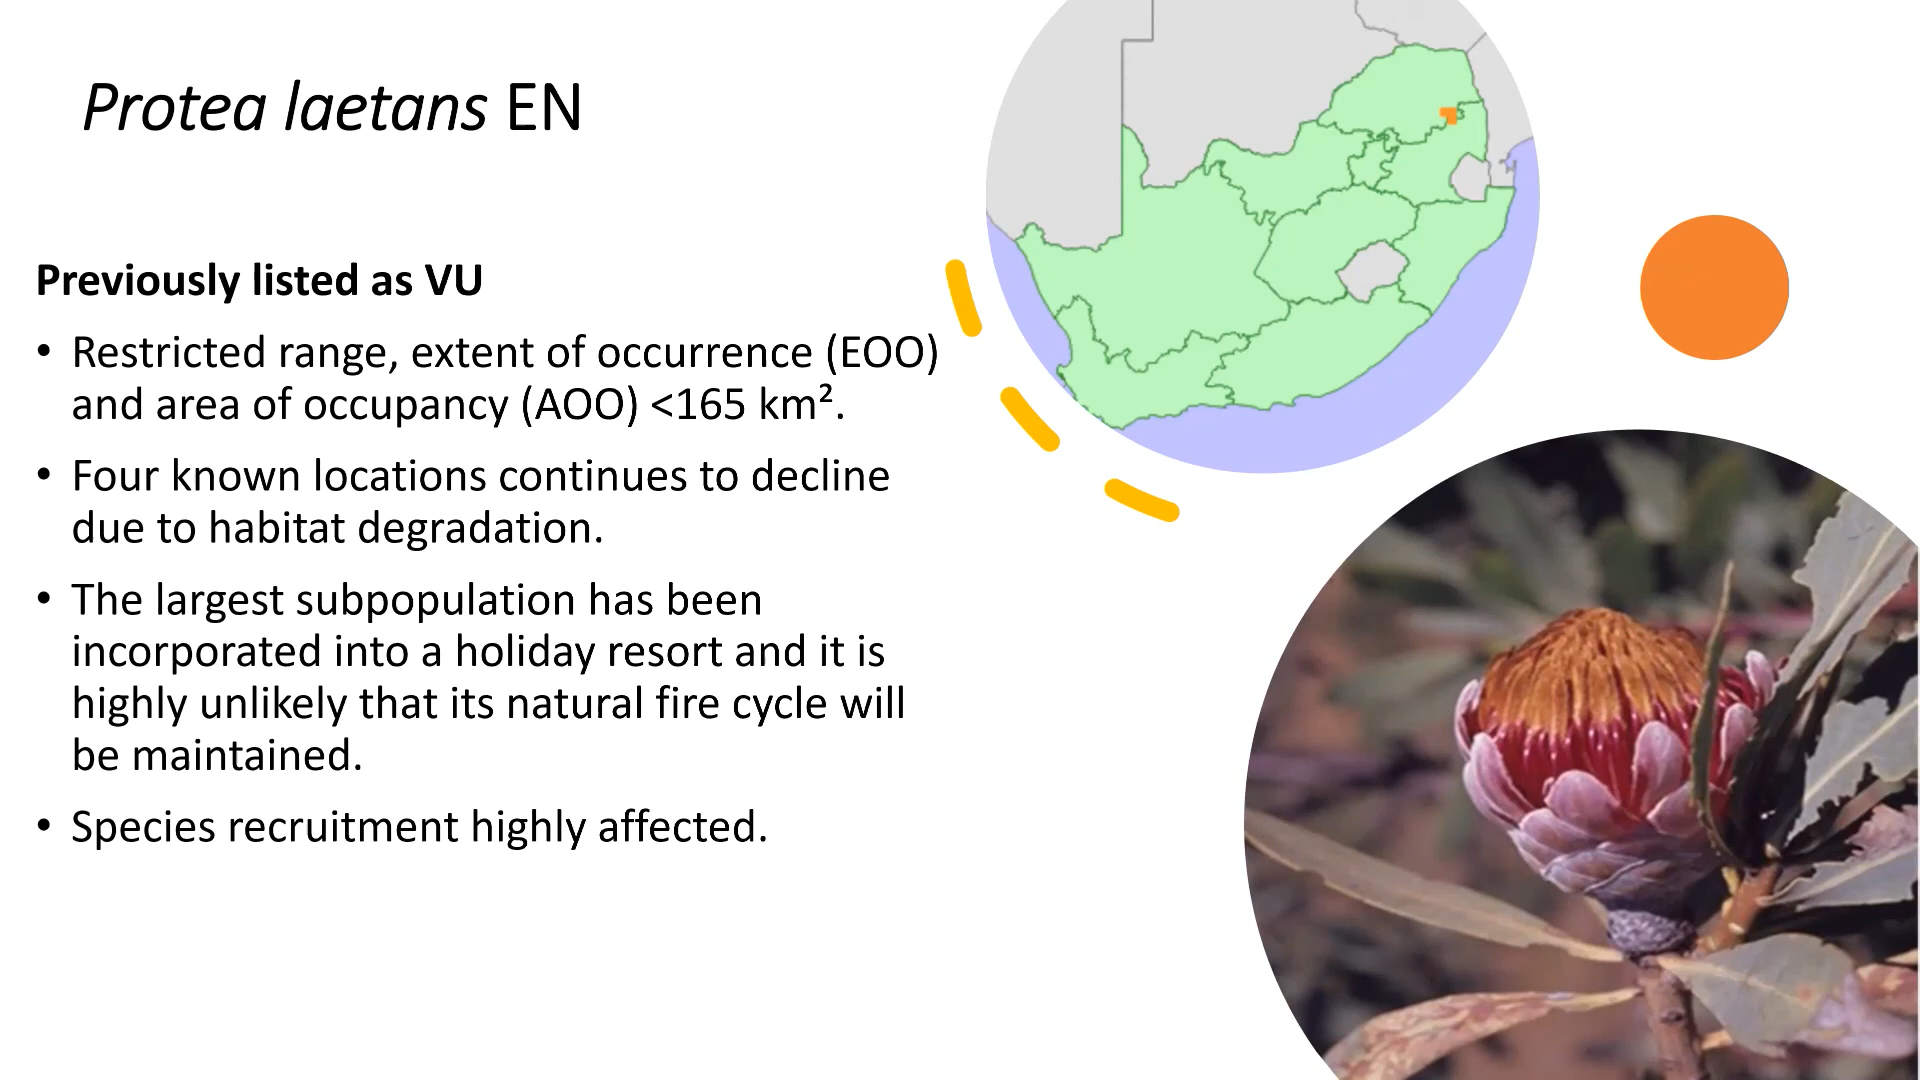 Protea laetans EN
Previously listed as VU
• Restricted range, extent of occurrence (EOO)
and area of occupancy (AOO) <165 km².
• Four known locations continues to decline
due to habitat degradation.
• The largest subpopulation has been
incorporated into a holiday resort and it is
highly unlikely that its natural fire cycle will
be maintained.
• Species recruitment highly affected.